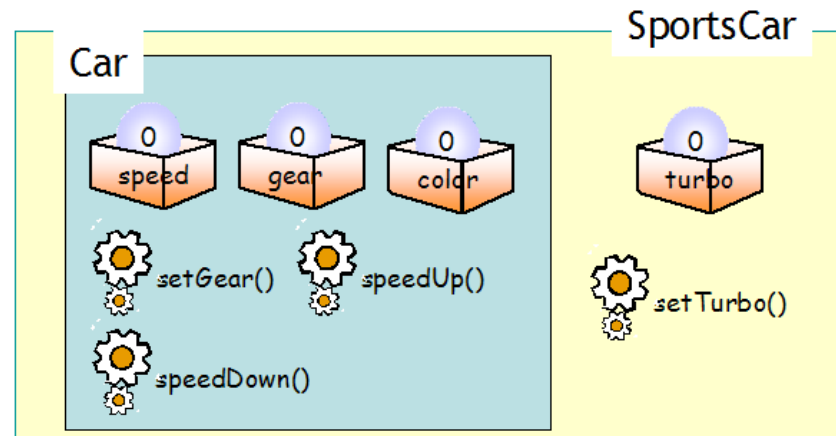 SportsCar
Car
0 0 0 0
speed gear color turbo
setGear() speedUp() setTurbo()
speedDown()